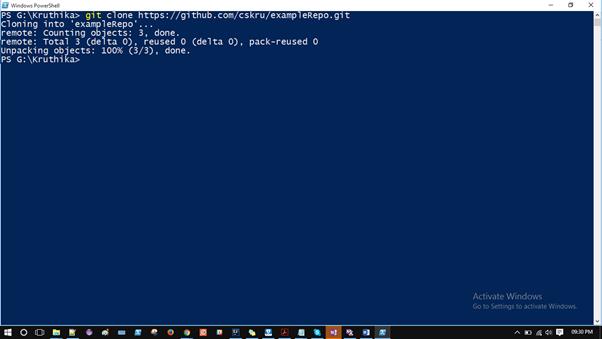 Windows PowerShell
PS G:\Kruthika> git clone https://github.com/cskru/exampleRepo.git
Cloning into 'exampleRepo'...
remote: Counting objects: 3, done.
remote: Total 3 (delta 0), reused 0 (delta 0), pack-reused 0
Unpacking objects: 100% (3/3), done.
PS G:\Kruthika>
Activate Windows
Go to Settings to activate Windows.
09:30 PM